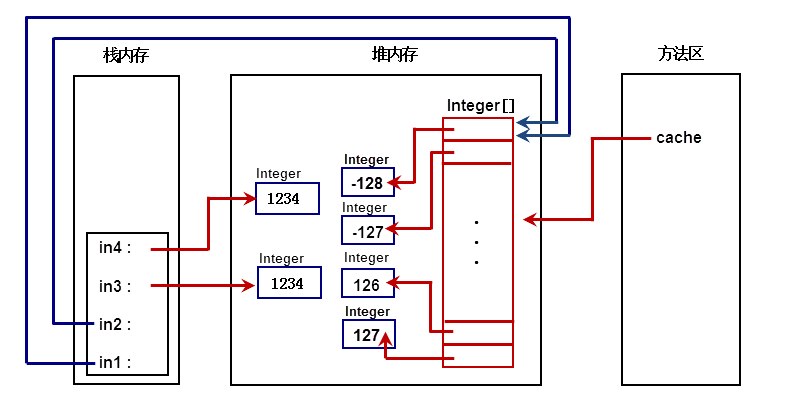 栈内存
堆内存
方法区
Integer[]
cache
Integer
-128
Integer
1234
Integer
-127
in4 :
Integer
1234
Integer
126
in3 :
Integer
127
in2 :
in1 :
.
.
.